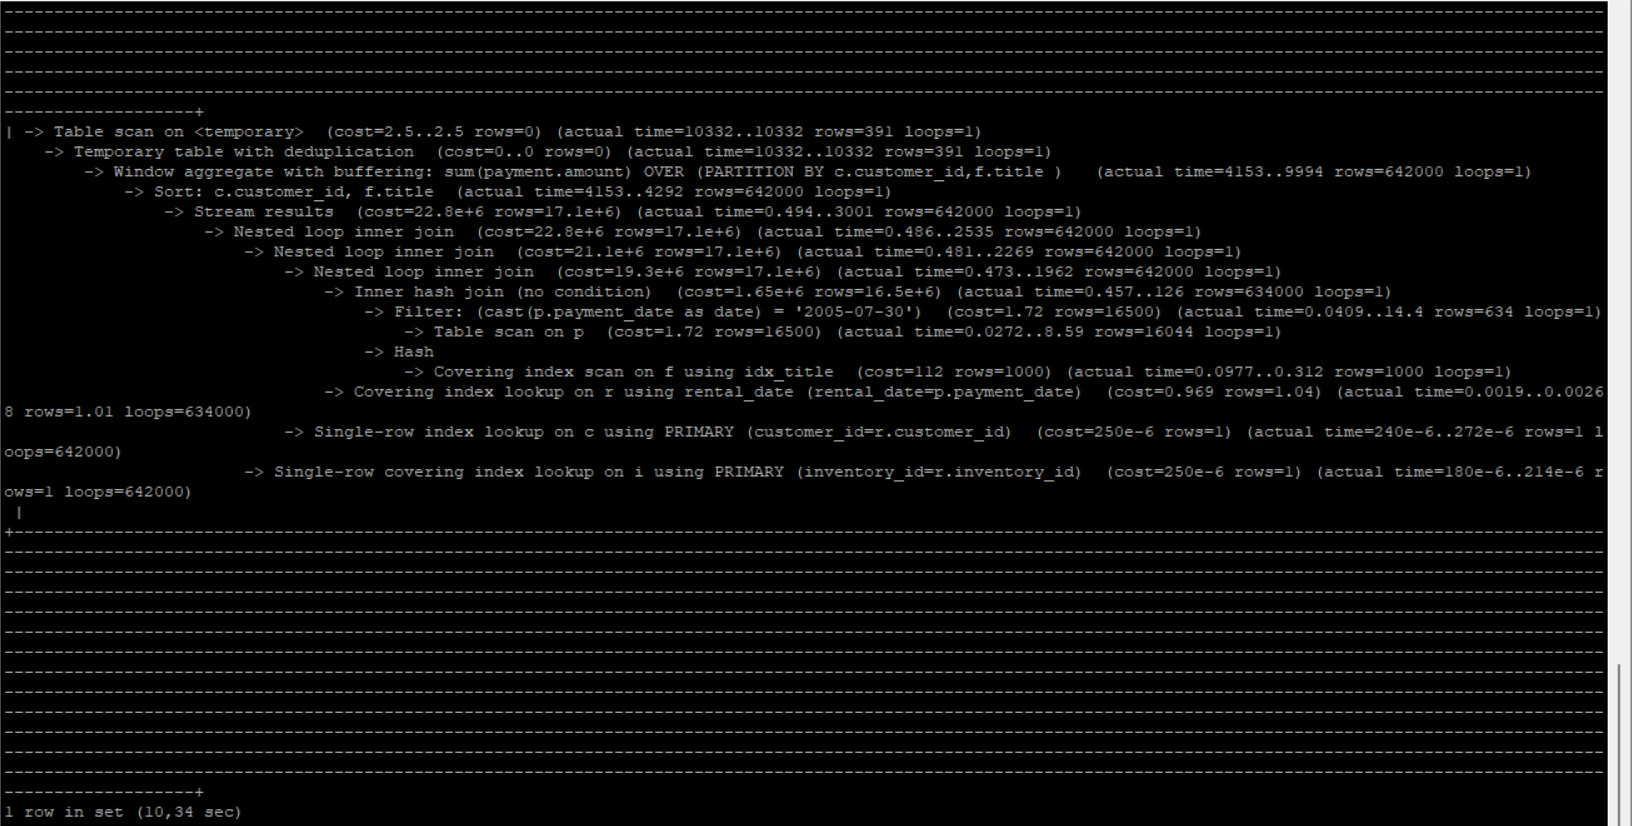 --------------------------------------------------------------------------------------------------------------------------------------------------------------------------------
--------------------------------------------------------------------------------------------------------------------------------------------------------------------------------
--------------------------------------------------------------------------------------------------------------------------------------------------------------------------------
--------------------------------------------------------------------------------------------------------------------------------------------------------------------------------
--------------------------------------------------------------------------------------------------------------------------------------------------------------------------------
-------------------+
| -> Table scan on <temporary>  (cost=2.5..2.5 rows=0) (actual time=10332..10332 rows=391 loops=1)
    -> Temporary table with deduplication  (cost=0..0 rows=0) (actual time=10332..10332 rows=391 loops=1)
        -> Window aggregate with buffering: sum(payment.amount) OVER (PARTITION BY c.customer_id,f.title )   (actual time=4153..9994 rows=642000 loops=1)
            -> Sort: c.customer_id, f.title  (actual time=4153..4292 rows=642000 loops=1)
                -> Stream results  (cost=22.8e+6 rows=17.1e+6) (actual time=0.494..3001 rows=642000 loops=1)
                    -> Nested loop inner join  (cost=22.8e+6 rows=17.1e+6) (actual time=0.486..2535 rows=642000 loops=1)
                        -> Nested loop inner join  (cost=21.1e+6 rows=17.1e+6) (actual time=0.481..2269 rows=642000 loops=1)
                            -> Nested loop inner join  (cost=19.3e+6 rows=17.1e+6) (actual time=0.473..1962 rows=642000 loops=1)
                                -> Inner hash join (no condition)  (cost=1.65e+6 rows=16.5e+6) (actual time=0.457..126 rows=634000 loops=1)
                                    -> Filter: (cast(p.payment_date as date) = '2005-07-30')  (cost=1.72 rows=16500) (actual time=0.0409..14.4 rows=634 loops=1)
                                        -> Table scan on p  (cost=1.72 rows=16500) (actual time=0.0272..8.59 rows=16044 loops=1)
                                    -> Hash
                                        -> Covering index scan on f using idx_title  (cost=112 rows=1000) (actual time=0.0977..0.312 rows=1000 loops=1)
                                -> Covering index lookup on r using rental_date (rental_date=p.payment_date)  (cost=0.969 rows=1.04) (actual time=0.0019..0.0026
8 rows=1.01 loops=634000)
                            -> Single-row index lookup on c using PRIMARY (customer_id=r.customer_id)  (cost=250e-6 rows=1) (actual time=240e-6..272e-6 rows=1 l
oops=642000)
                        -> Single-row covering index lookup on i using PRIMARY (inventory_id=r.inventory_id)  (cost=250e-6 rows=1) (actual time=180e-6..214e-6 r
ows=1 loops=642000)
 |
+-------------------------------------------------------------------------------------------------------------------------------------------------------------------------------
--------------------------------------------------------------------------------------------------------------------------------------------------------------------------------
--------------------------------------------------------------------------------------------------------------------------------------------------------------------------------
--------------------------------------------------------------------------------------------------------------------------------------------------------------------------------
--------------------------------------------------------------------------------------------------------------------------------------------------------------------------------
--------------------------------------------------------------------------------------------------------------------------------------------------------------------------------
--------------------------------------------------------------------------------------------------------------------------------------------------------------------------------
--------------------------------------------------------------------------------------------------------------------------------------------------------------------------------
--------------------------------------------------------------------------------------------------------------------------------------------------------------------------------
--------------------------------------------------------------------------------------------------------------------------------------------------------------------------------
--------------------------------------------------------------------------------------------------------------------------------------------------------------------------------
--------------------------------------------------------------------------------------------------------------------------------------------------------------------------------
--------------------------------------------------------------------------------------------------------------------------------------------------------------------------------
-------------------+
1 row in set (10,34 sec)